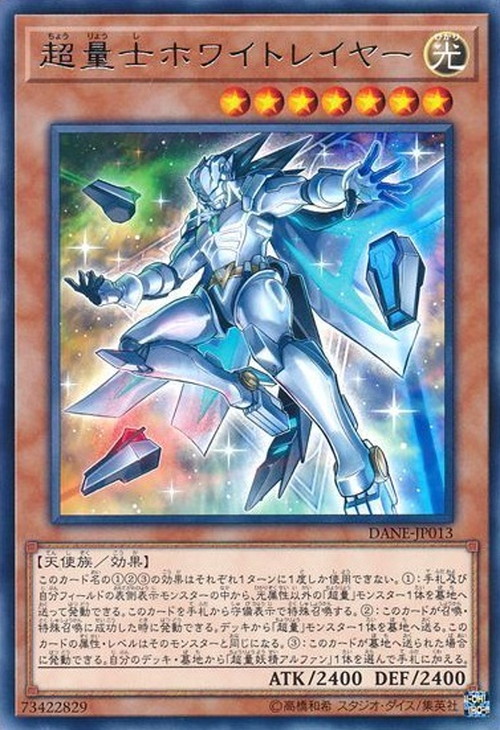 超量士ホワイトレイヤー 光
DANE-JP013
【天使族／効果】
このカード名の①②③の効果はそれぞれ1ターンに1度しか使用できない。①：手札及び
自分フィールドの表側表示モンスターの中から、光属性以外の「超量」モンスター1体を墓地へ
送って発動できる。このカードを手札から守備表示で特殊召喚する。②：このカードが召喚・
特殊召喚に成功した時に発動できる。デッキから「超量」モンスター1体を墓地へ送る。この
カードの属性・レベルはそのモンスターと同じになる。③：このカードが墓地へ送られた場合
に発動できる。自分のデッキ・墓地から「超量妖精アルファン」1体を選んで手札に加える。
ATK/2400 DEF/2400
73422829 ©高橋和希 スタジオ・ダイス/集英社